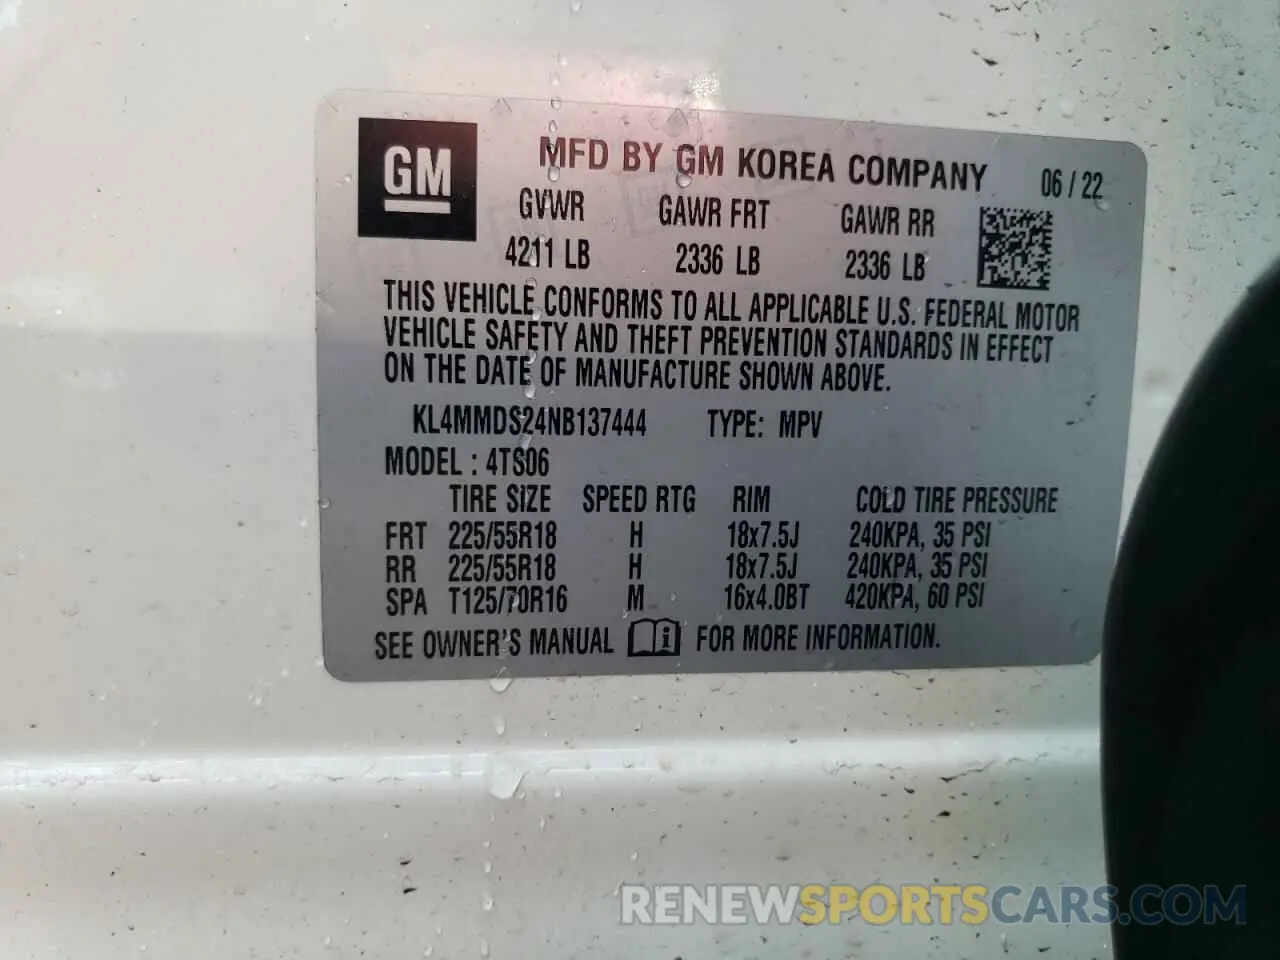 GM
MFD BY GM KOREA COMPANY 06 / 22
GVWR GAWR FRT GAWR RR
4211 LB 2336 LB 2336 LB
THIS VEHICLE CONFORMS TO ALL APPLICABLE U.S. FEDERAL MOTOR
VEHICLE SAFETY AND THEFT PREVENTION STANDARDS IN EFFECT
ON THE DATE OF MANUFACTURE SHOWN ABOVE.
KL4MMDS24NB137444 TYPE: MPV
MODEL : 4TS06
TIRE SIZE SPEED RTG RIM COLD TIRE PRESSURE
FRT 225/55R18 H 18x7.5J 240KPA, 35 PSI
RR 225/55R18 H 18x7.5J 240KPA, 35 PSI
SPA T125/70R16 M 16x4.0BT 420KPA, 60 PSI
SEE OWNER'S MANUAL i FOR MORE INFORMATION.
RENEWSPORTSCARS.COM